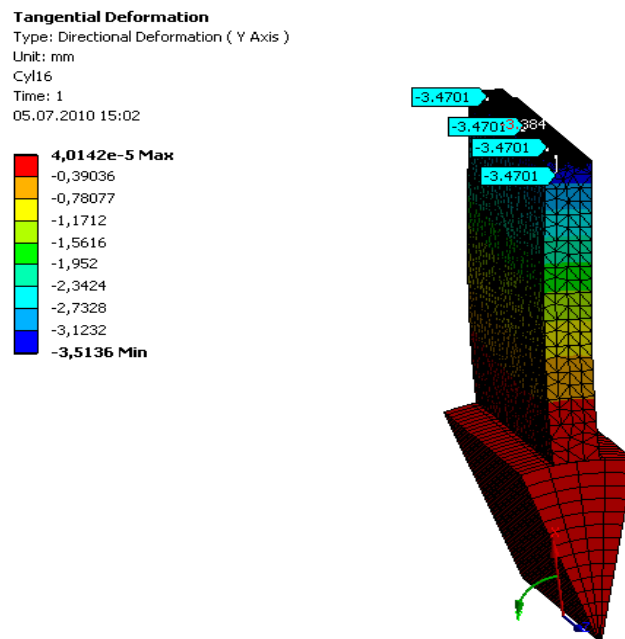 Tangential Deformation
Type: Directional Deformation ( Y Axis )
Unit: mm
Cyl16
Time: 1
05.07.2010 15:02
4,0142e-5 Max
-0,39036
-0,78077
-1,1712
-1,5616
-1,952
-2,3424
-2,7328
-3,1232
-3,5136 Min
-3.4701
-3.4701
-3.4701
-3.4701